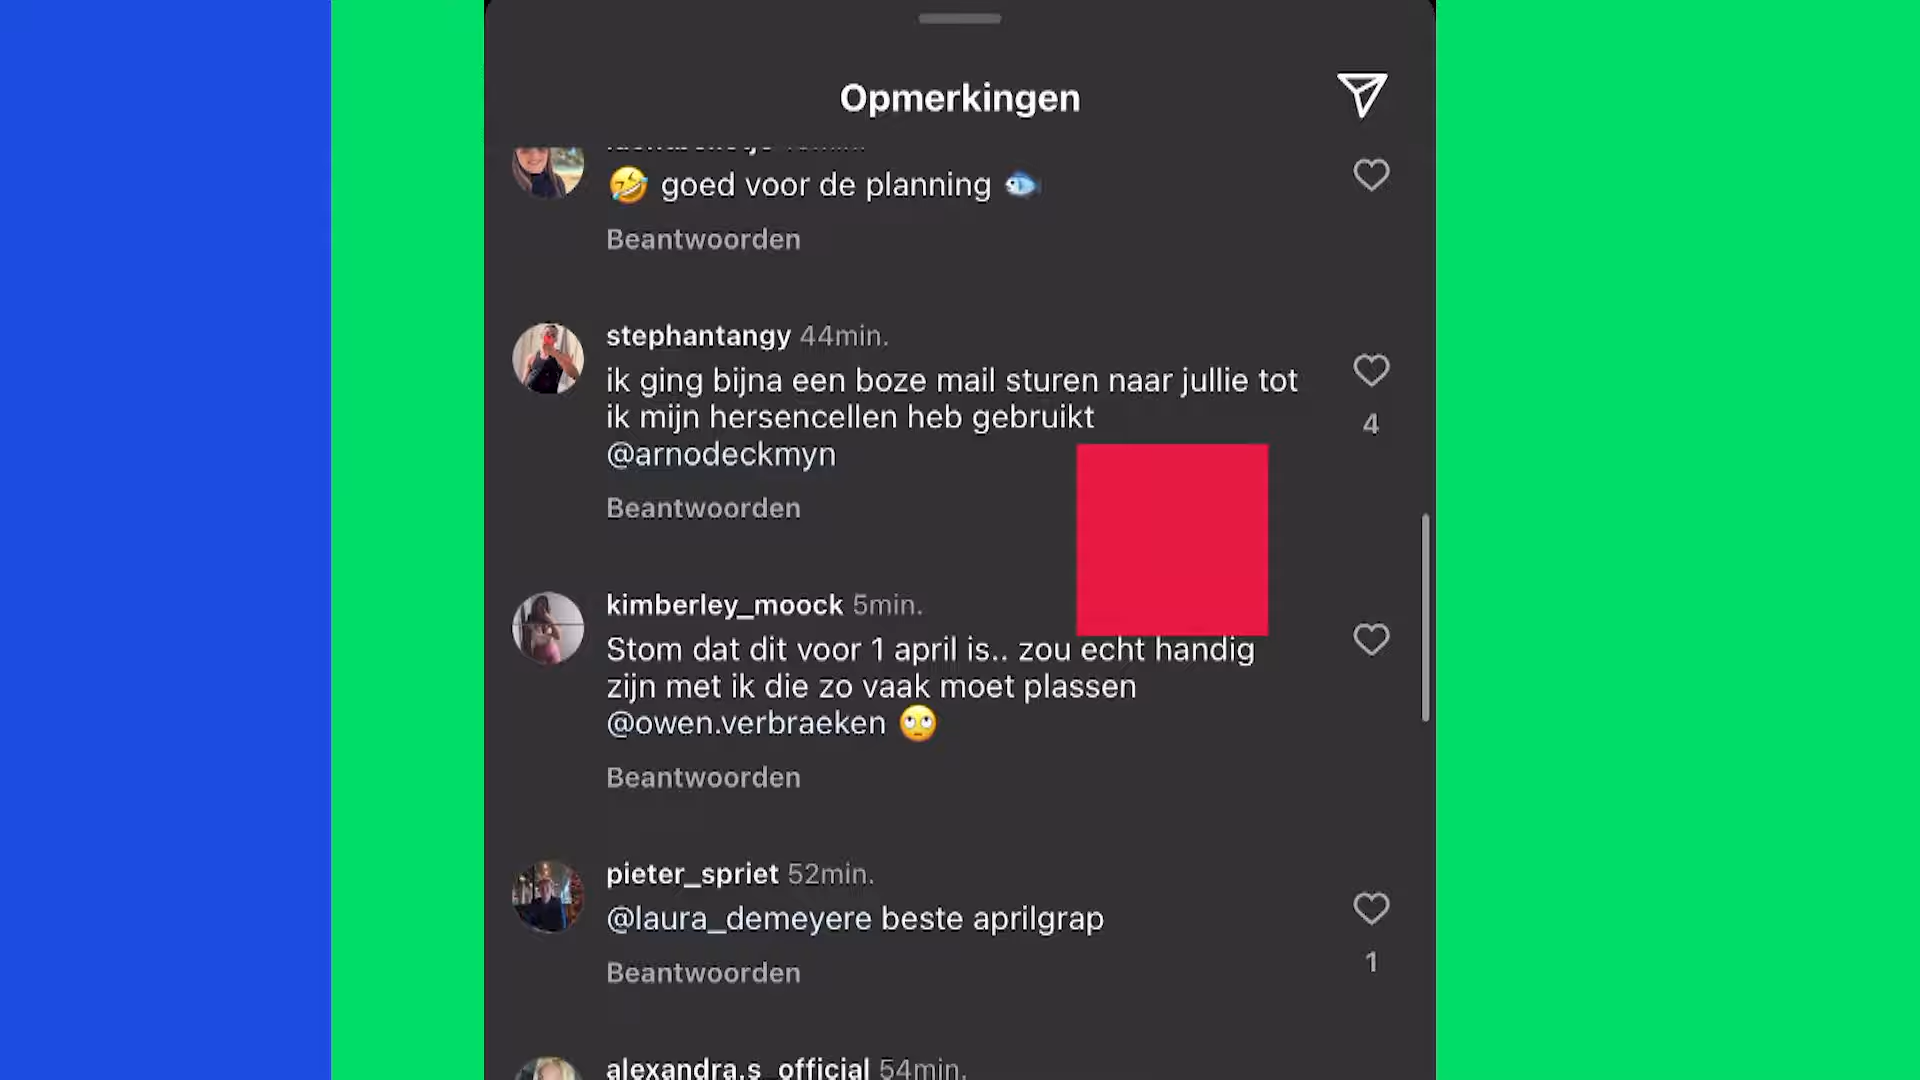 Opmerkingen
🤣 goed voor de planning 🐟
Beantwoorden
stephantangy 44min.
ik ging bijna een boze mail sturen naar jullie tot
ik mijn hersencellen heb gebruikt
4
@arnodeckmyn
Beantwoorden
kimberley_moock 5min.
Stom dat dit voor 1 april is.. zou echt handig
zijn met ik die zo vaak moet plassen
@owen.verbraeken 🙄
Beantwoorden
pieter_spriet 52min.
@laura_demeyere beste aprilgrap
1
Beantwoorden
alexandra.s_official 54min.